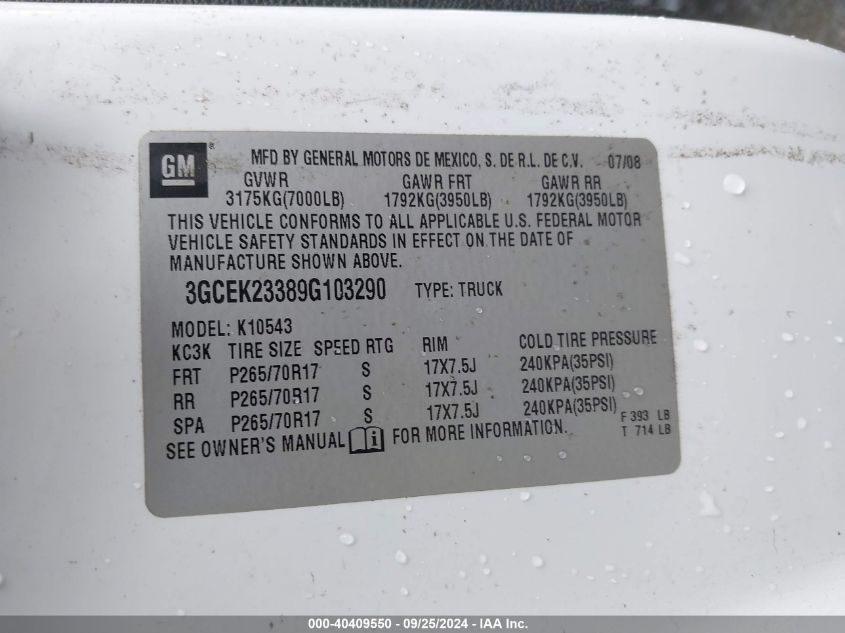 GM® MFD BY GENERAL MOTORS DE MEXICO, S. DE R.L. DE C.V. 07/08
GVWR GAWR FRT GAWR RR
3175KG(7000LB) 1792KG(3950LB) 1792KG(3950LB)
THIS VEHICLE CONFORMS TO ALL APPLICABLE U.S. FEDERAL MOTOR
VEHICLE SAFETY STANDARDS IN EFFECT ON THE DATE OF
MANUFACTURE SHOWN ABOVE.
3GCEK23389G103290 TYPE: TRUCK
MODEL: K10543
KC3K TIRE SIZE SPEED RTG RIM COLD TIRE PRESSURE
FRT P265/70R17 S 17X7.5J 240KPA(35PSI)
RR P265/70R17 S 17X7.5J 240KPA(35PSI)
SPA P265/70R17 S 17X7.5J 240KPA(35PSI) F 393 LB
SEE OWNER'S MANUAL i FOR MORE INFORMATION. T 714 LB
000-40409550 - 09/25/2024 - IAA Inc.